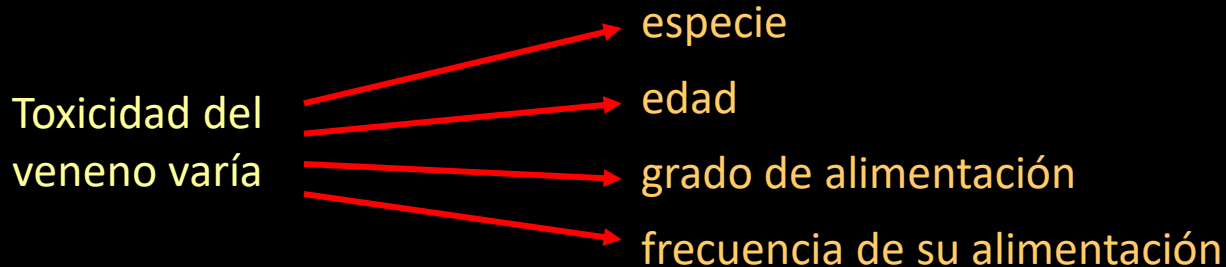 Toxicidad del
veneno varía
especie
edad
grado de alimentación
frecuencia de su alimentación